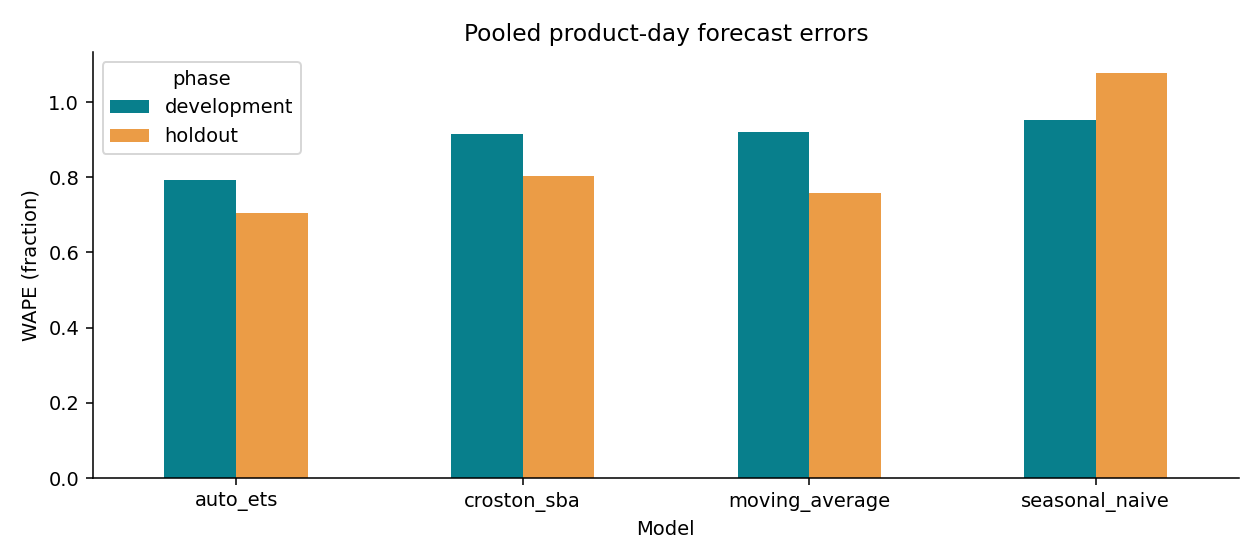 Pooled product-day forecast errors
phase
development
holdout
WAPE (fraction)
1.0
0.8
0.6
0.4
0.2
0.0
auto_ets croston_sba moving_average seasonal_naive
Model